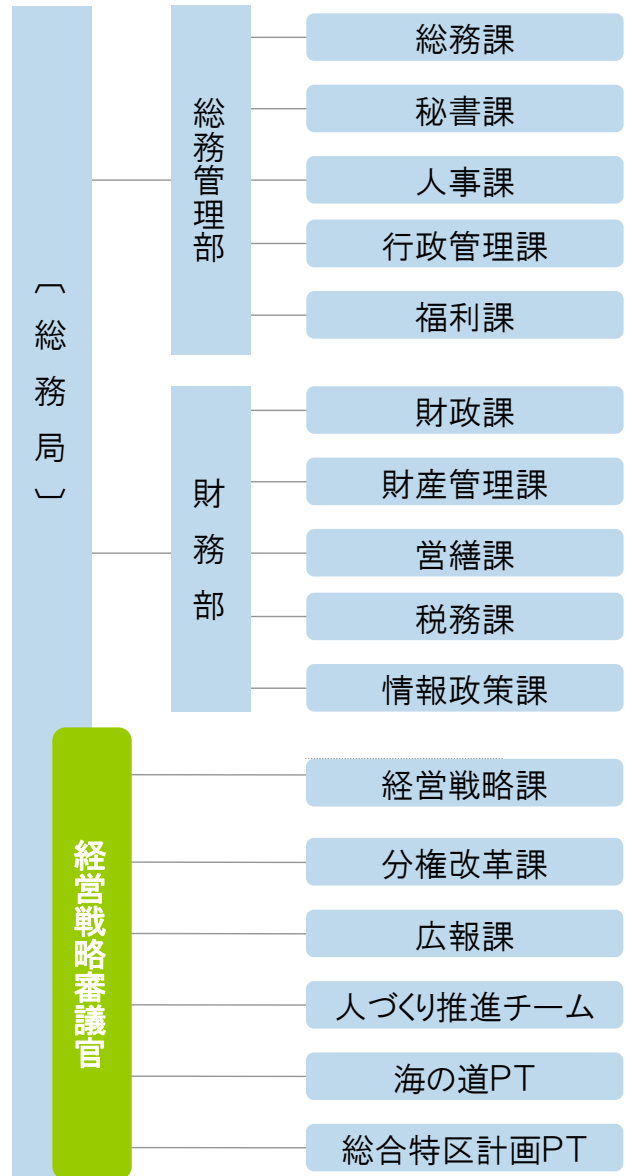 〔総務局〕
総務管理部
総務課
秘書課
人事課
行政管理課
福利課
財務部
財政課
財産管理課
営繕課
税務課
情報政策課
経営戦略審議官
経営戦略課
分権改革課
広報課
人づくり推進チーム
海の道PT
総合特区計画PT